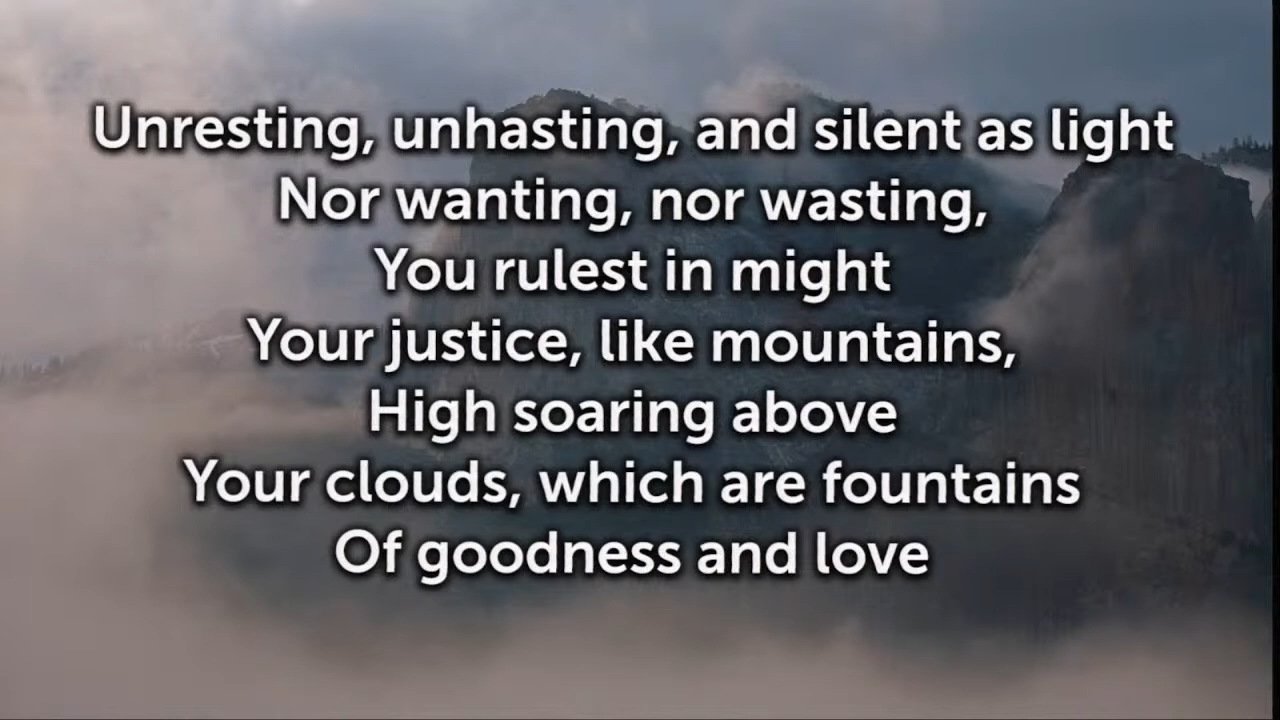 Unresting, unhasting, and silent as light
Nor wanting, nor wasting,
You rulest in might
Your justice, like mountains,
High soaring above
Your clouds, which are fountains
Of goodness and love